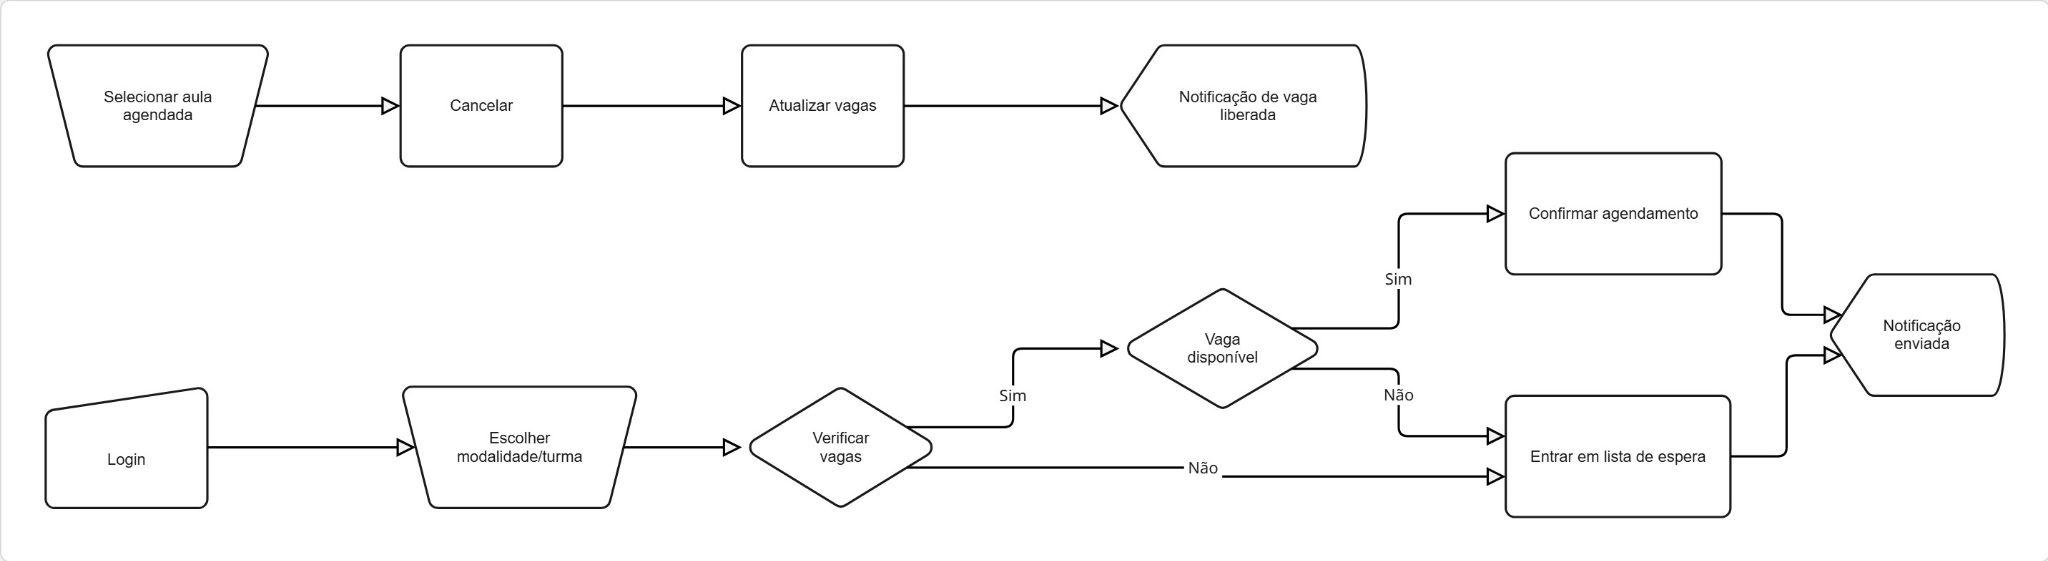 Selecionar aula
agendada
Cancelar
Atualizar vagas
Notificação de vaga
liberada
Confirmar agendamento
Sim
Notificação
enviada
Vaga
disponível
Sim
Não
Login
Escolher
modalidade/turma
Verificar
vagas
Não
Entrar em lista de espera